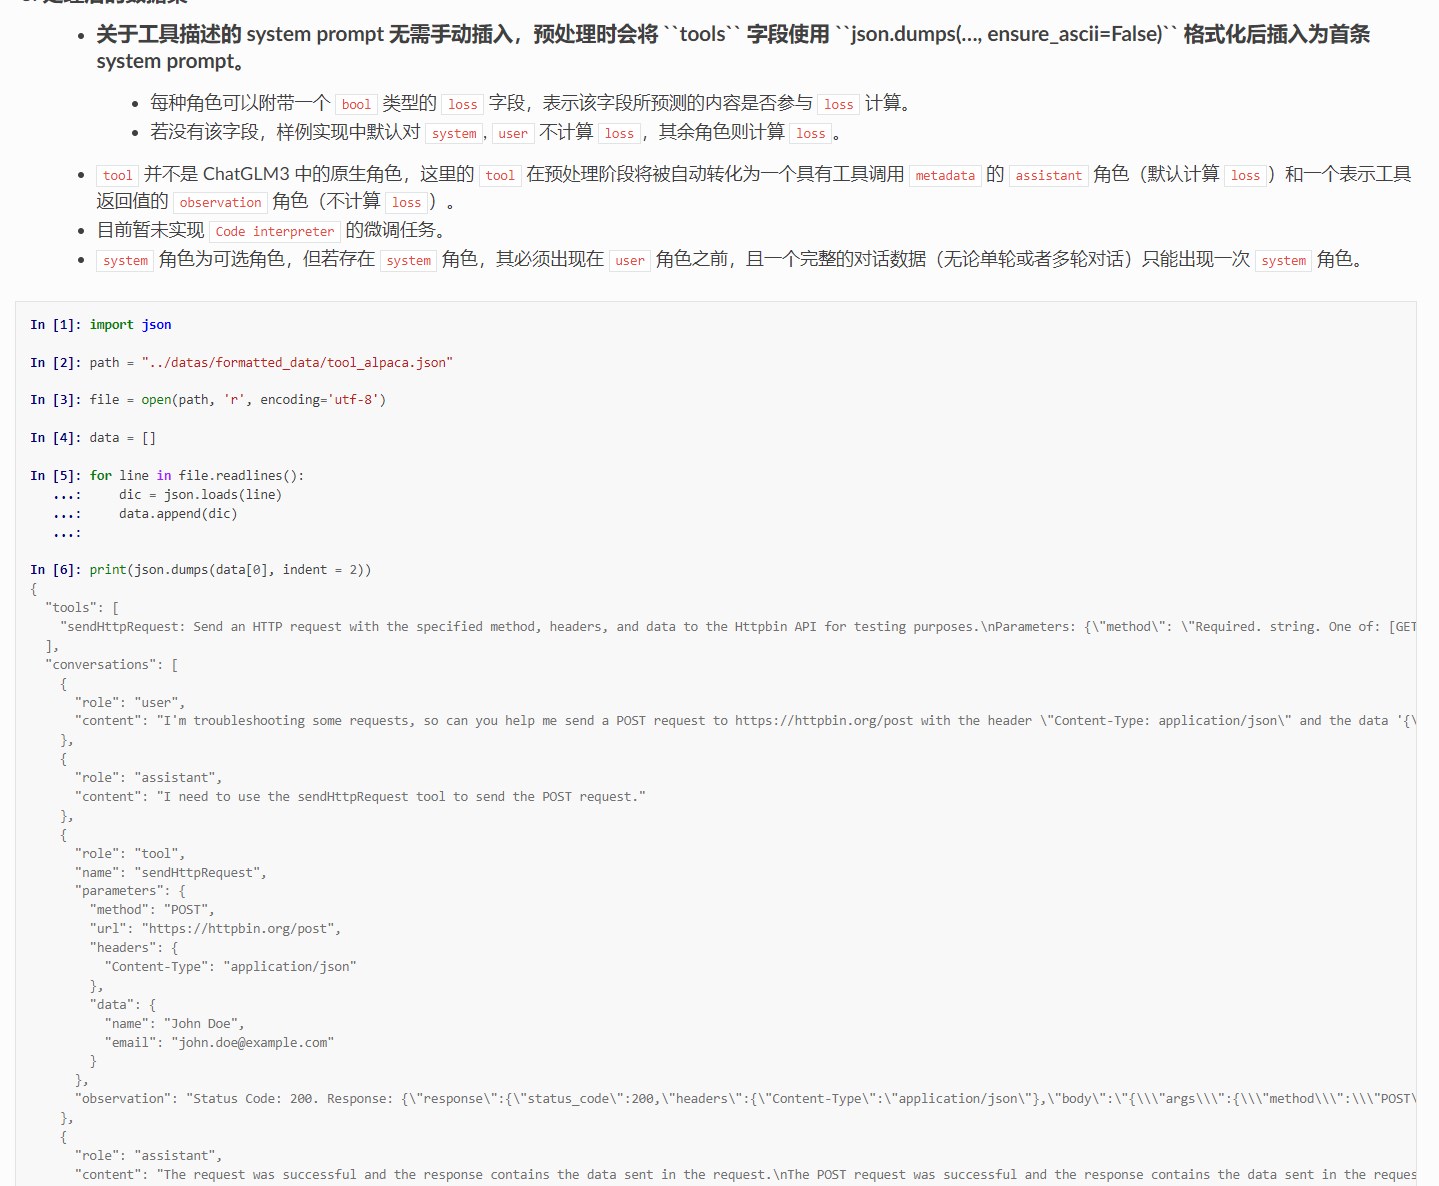 关于工具描述的 system prompt 无需手动插入，预处理时会将 ``tools`` 字段使用 ``json.dumps(..., ensure_ascii=False)`` 格式化后插入为首条
system prompt。
每种角色可以附带一个 bool 类型的 loss 字段，表示该字段所预测的内容是否参与 loss 计算。
若没有该字段，样例实现中默认对 system, user 不计算 loss ，其余角色则计算 loss 。
tool 并不是 ChatGLM3 中的原生角色，这里的 tool 在预处理阶段将被自动转化为一个具有工具调用 metadata 的 assistant 角色（默认计算 loss ）和一个表示工具
返回值的 observation 角色（不计算 loss ）。
目前暂未实现 Code interpreter 的微调任务。
system 角色为可选角色，但若存在 system 角色，其必须出现在 user 角色之前，且一个完整的对话数据（无论单轮或者多轮对话）只能出现一次 system 角色。
In [1]: import json
In [2]: path = "../datas/formatted_data/tool_alpaca.json"
In [3]: file = open(path, 'r', encoding='utf-8')
In [4]: data = []
In [5]: for line in file.readlines():
   ...:     dic = json.loads(line)
   ...:     data.append(dic)
   ...:
In [6]: print(json.dumps(data[0], indent = 2))
{
  "tools": [
    "sendHttpRequest: Send an HTTP request with the specified method, headers, and data to the Httpbin API for testing purposes.\nParameters: {\"method\": \"Required. string. One of: [GET
  ],
  "conversations": [
    {
      "role": "user",
      "content": "I'm troubleshooting some requests, so can you help me send a POST request to https://httpbin.org/post with the header \"Content-Type: application/json\" and the data '{\
    },
    {
      "role": "assistant",
      "content": "I need to use the sendHttpRequest tool to send the POST request."
    },
    {
      "role": "tool",
      "name": "sendHttpRequest",
      "parameters": {
        "method": "POST",
        "url": "https://httpbin.org/post",
        "headers": {
          "Content-Type": "application/json"
        },
        "data": {
          "name": "John Doe",
          "email": "john.doe@example.com"
        }
      },
      "observation": "Status Code: 200. Response: {\"response\":{\"status_code\":200,\"headers\":{\"Content-Type\":\"application/json\"},\"body\":\"{\\\"args\\\":{\\\"method\\\":\\\"POST\
    },
    {
      "role": "assistant",
      "content": "The request was successful and the response contains the data sent in the request.\nThe POST request was successful and the response contains the data sent in the reques